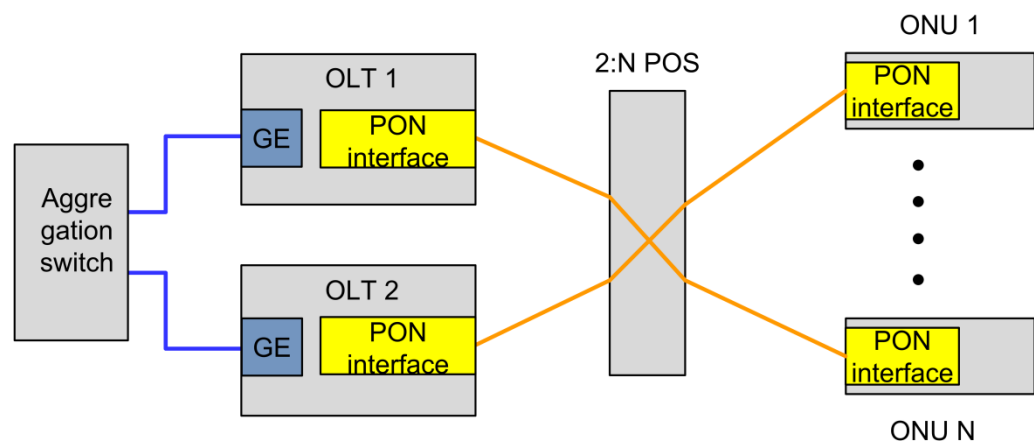 Aggre
gation
switch
OLT 1
GE
PON
interface
OLT 2
GE
PON
interface
2:N POS
ONU 1
PON
interface
PON
interface
ONU N